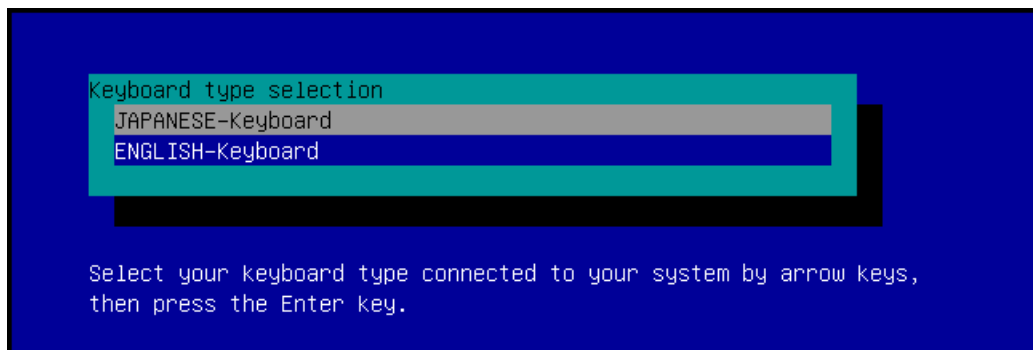 Keyboard type selection
JAPANESE-Keyboard
ENGLISH-Keyboard
Select your keyboard type connected to your system by arrow keys,
then press the Enter key.